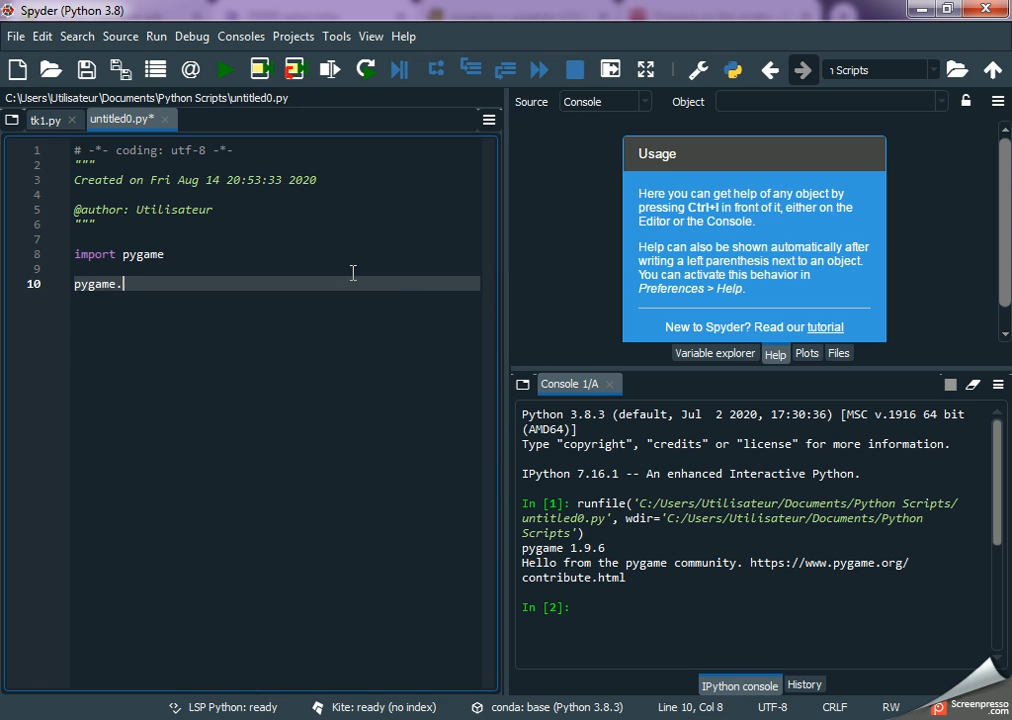 Spyder (Python 3.8)
File Edit Search Source Run Debug Consoles Projects Tools View Help
ı Scripts
C:\Users\Utilisateur\Documents\Python Scripts\untitled0.py
tk1.py
untitled0.py*
1 # -*- coding: utf-8 -*-
2 """
3 Created on Fri Aug 14 20:53:33 2020
4
5 @author: Utilisateur
6 """
7
8 import pygame
9
10 pygame.
Source Console Object
Usage
Here you can get help of any object by
pressing Ctrl+I in front of it, either on the
Editor or the Console.
Help can also be shown automatically after
writing a left parenthesis next to an object.
You can activate this behavior in
Preferences > Help.
New to Spyder? Read our tutorial
Variable explorer Help Plots Files
Console 1/A
Python 3.8.3 (default, Jul  2 2020, 17:30:36) [MSC v.1916 64 bit
(AMD64)]
Type "copyright", "credits" or "license" for more information.
IPython 7.16.1 -- An enhanced Interactive Python.
In [1]: runfile('C:/Users/Utilisateur/Documents/Python Scripts/
untitled0.py', wdir='C:/Users/Utilisateur/Documents/Python
Scripts')
pygame 1.9.6
Hello from the pygame community. https://www.pygame.org/
contribute.html
In [2]:
IPython console History
LSP Python: ready Kite: ready (no index) conda: base (Python 3.8.3) Line 10, Col 8 UTF-8 CRLF RW
Screenpresso
.com